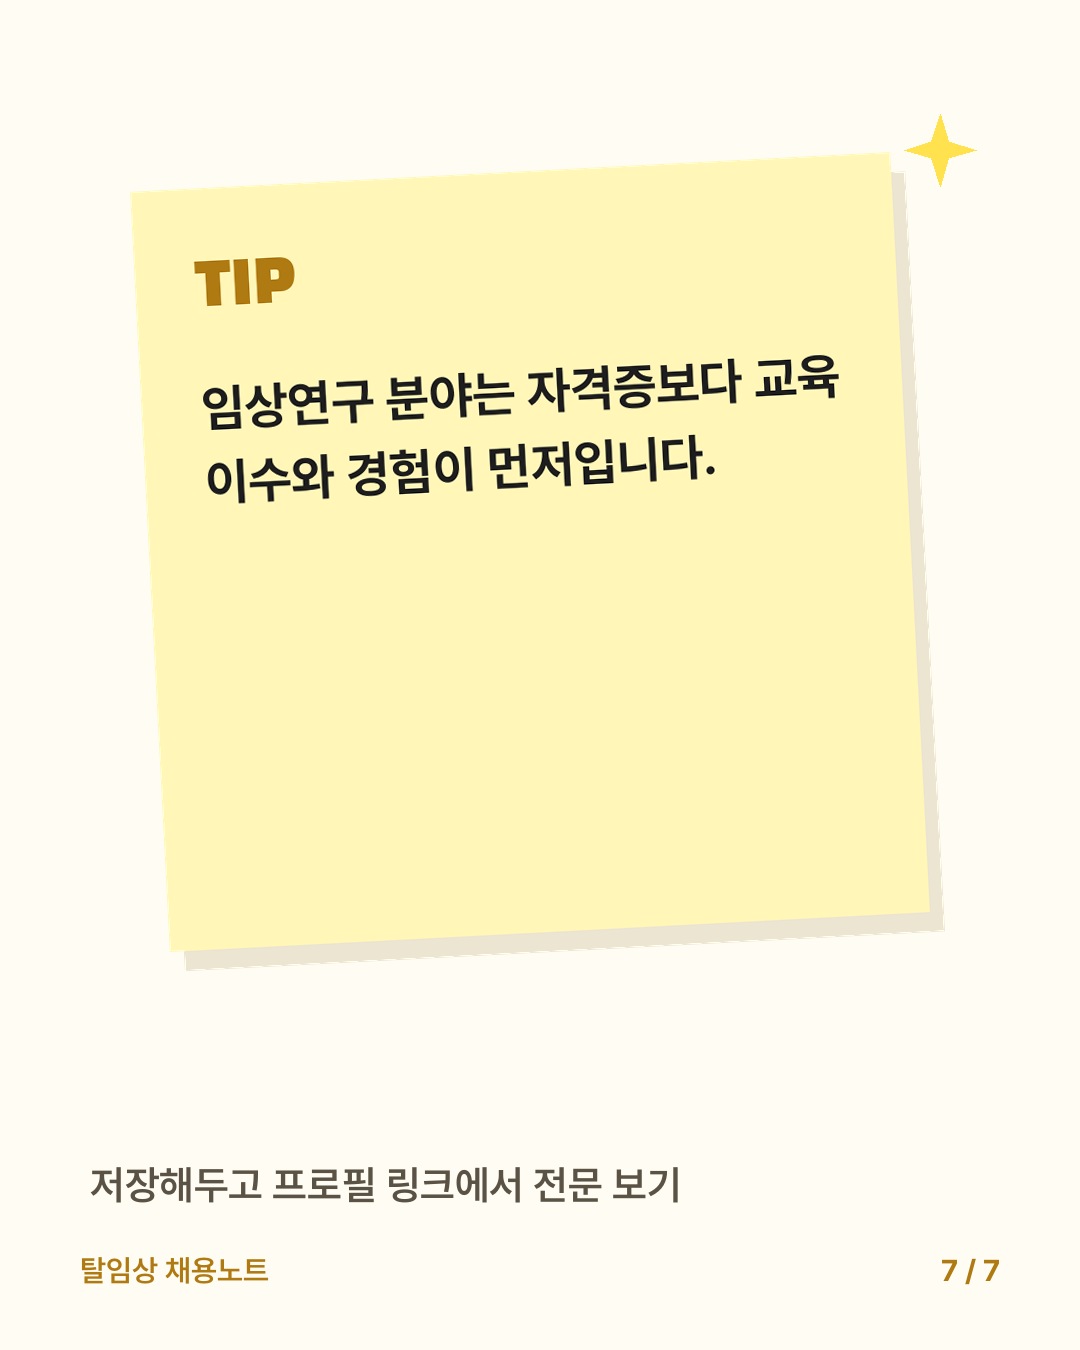 TIP
임상연구 분야는 자격증보다 교육
이수와 경험이 먼저입니다.
저장해두고 프로필 링크에서 전문 보기
탈임상 채용노트
7 / 7